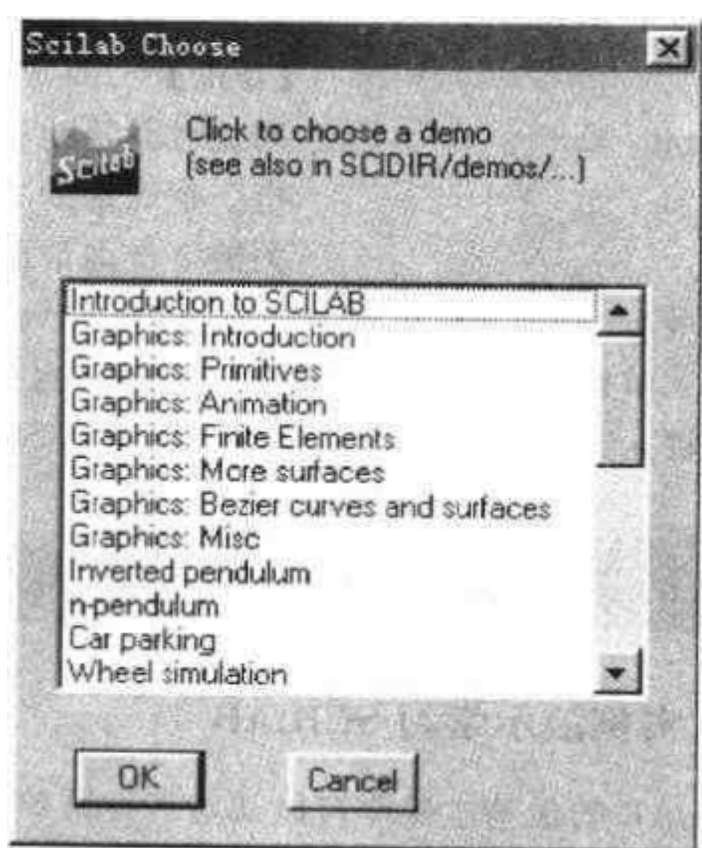 Scilab Choose
Scilab
Click to choose a demo
(see also in SCIDIR/demos/...)
Introduction to SCILAB
Graphics: Introduction
Graphics: Primitives
Graphics: Animation
Graphics: Finite Elements
Graphics: More surfaces
Graphics: Bezier curves and surfaces
Graphics: Misc
Inverted pendulum
n-pendulum
Car parking
Wheel simulation
OK
Cancel